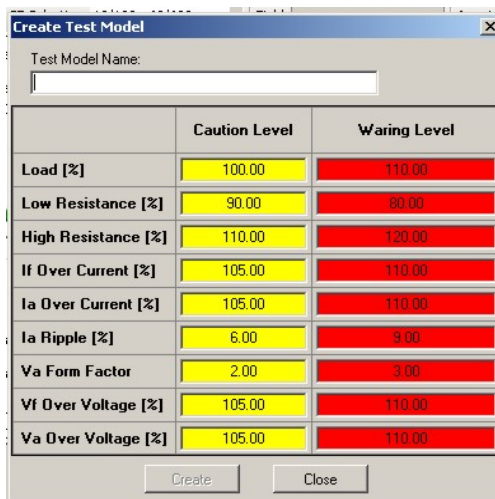 Create Test Model
Test Model Name:
Caution Level Waring Level
Load [%] 100.00 110.00
Low Resistance [%] 90.00 80.00
High Resistance [%] 110.00 120.00
If Over Current [%] 105.00 110.00
Ia Over Current [%] 105.00 110.00
Ia Ripple [%] 6.00 9.00
Va Form Factor 2.00 3.00
Vf Over Voltage [%] 105.00 110.00
Va Over Voltage [%] 105.00 110.00
Create Close